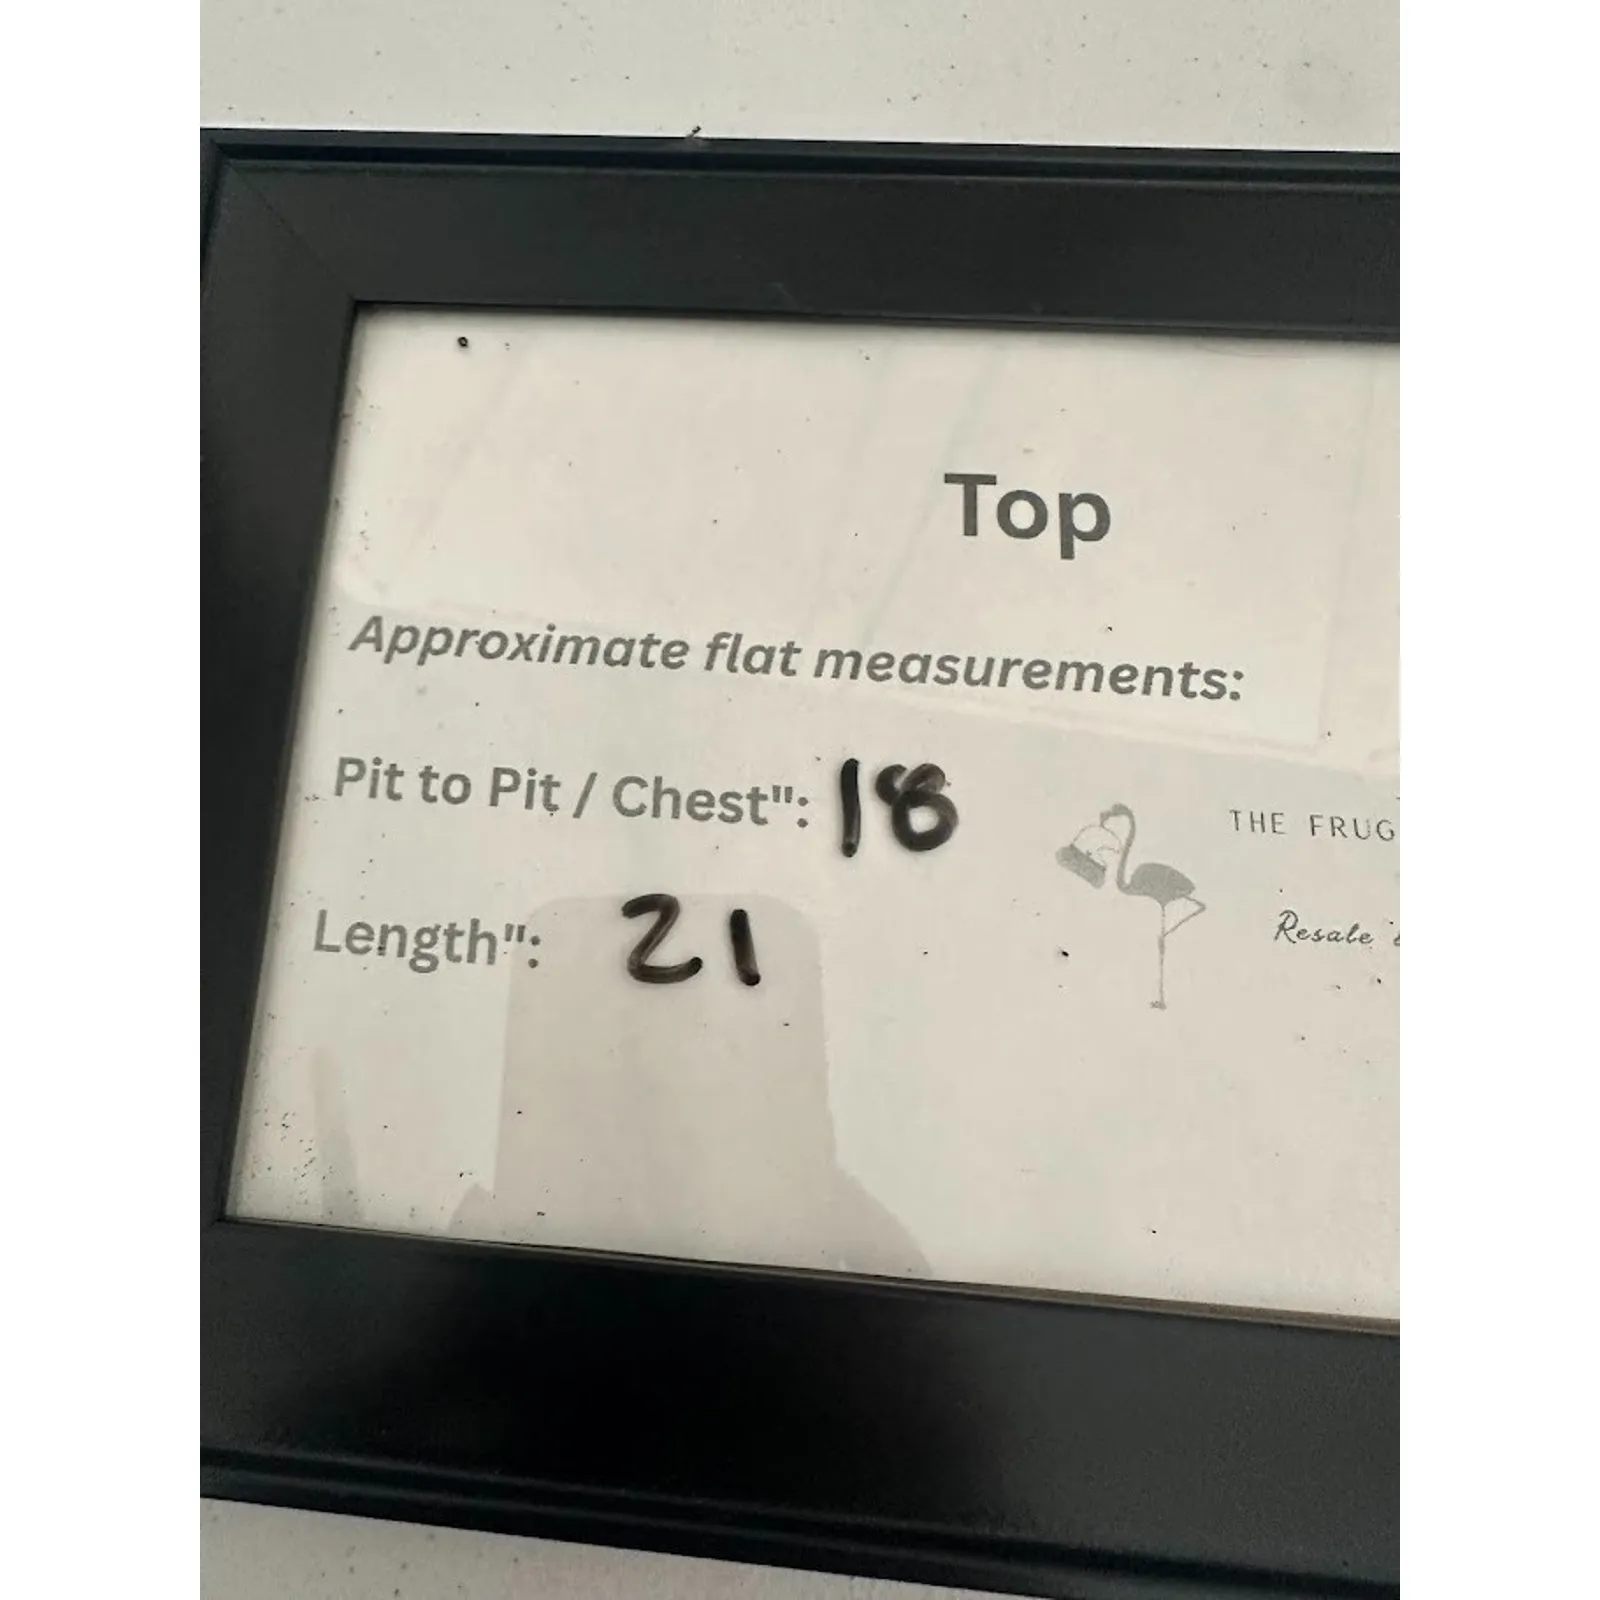 Top
Approximate flat measurements:
Pit to Pit / Chest": 18
Length": 21
THE FRUG
Resale